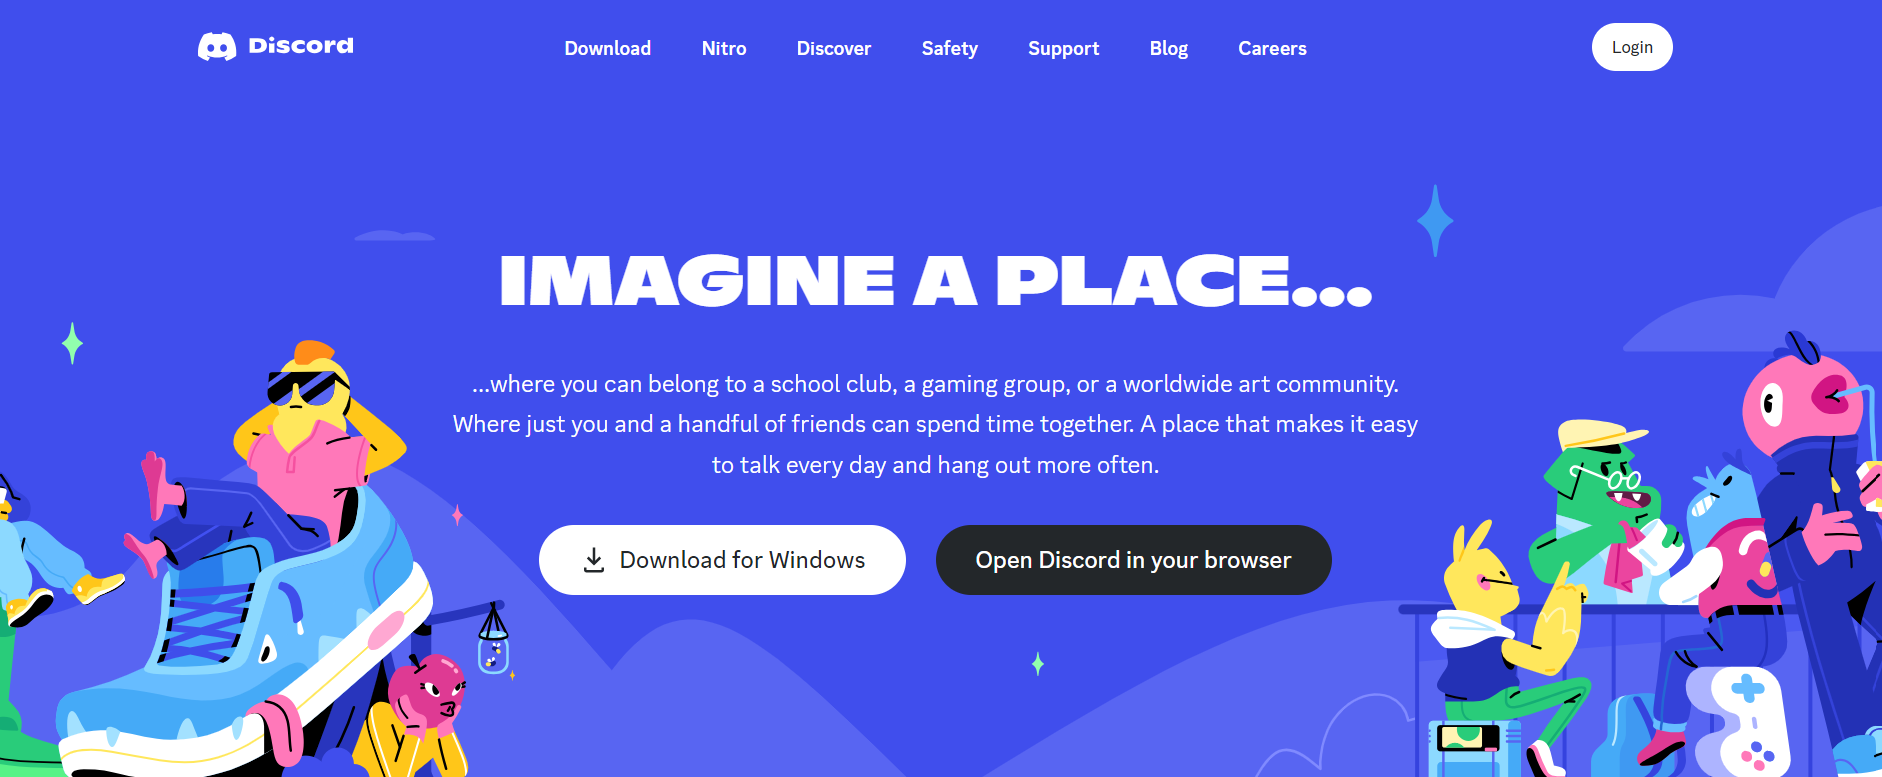 Discord
Download
Nitro
Discover
Safety
Support
Blog
Careers
Login
IMAGINE A PLACE...
...where you can belong to a school club, a gaming group, or a worldwide art community.
Where just you and a handful of friends can spend time together. A place that makes it easy
to talk every day and hang out more often.
Download for Windows
Open Discord in your browser